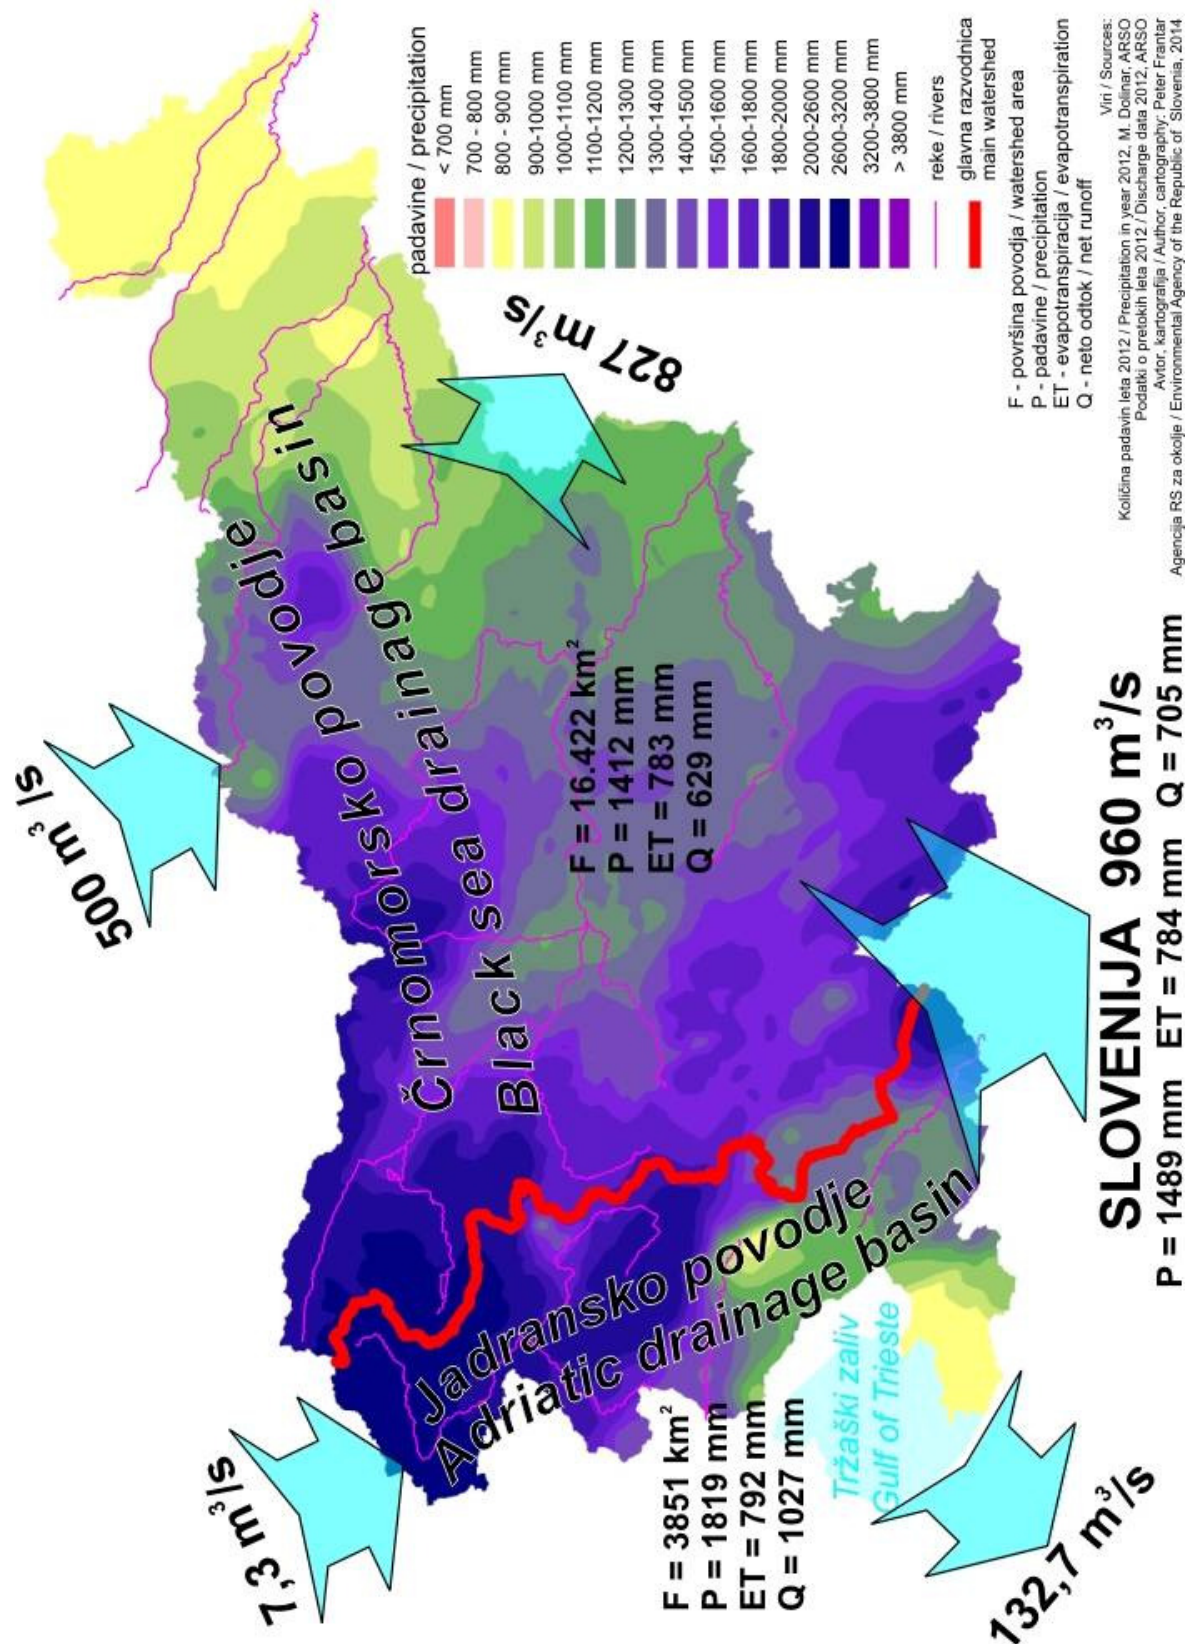 500 m³/s
7,3 m³/s
Črnomorsko povodje
Black sea drainage basin
Jadransko povodje
Adriatic drainage basin
F = 16.422 km²
P = 1412 mm
ET = 783 mm
Q = 629 mm
F = 3851 km²
P = 1819 mm
ET = 792 mm
Q = 1027 mm
Tržaški zaliv
Gulf of Trieste
132,7 m³/s
827 m³/s
SLOVENIJA 960 m³/s
P = 1489 mm ET = 784 mm Q = 705 mm
padavine / precipitation
< 700 mm
700 - 800 mm
800 - 900 mm
900-1000 mm
1000-1100 mm
1100-1200 mm
1200-1300 mm
1300-1400 mm
1400-1500 mm
1500-1600 mm
1600-1800 mm
1800-2000 mm
2000-2600 mm
2600-3200 mm
3200-3800 mm
> 3800 mm
reke / rivers
glavna razvodnica
main watershed
F - površina povodja / watershed area
P - padavine / precipitation
ET - evapotranspiracija / evapotranspiration
Q - neto odtok / net runoff
Viri / Sources:
Količina padavin leta 2012 / Precipitation in year 2012, M. Dolinar, ARSO
Podatki o pretokih leta 2012 / Discharge data 2012, ARSO
Avtor, kartografija / Author, cartography: Peter Frantar
Agencija RS za okolje / Environmental Agency of the Republic of Slovenia, 2014